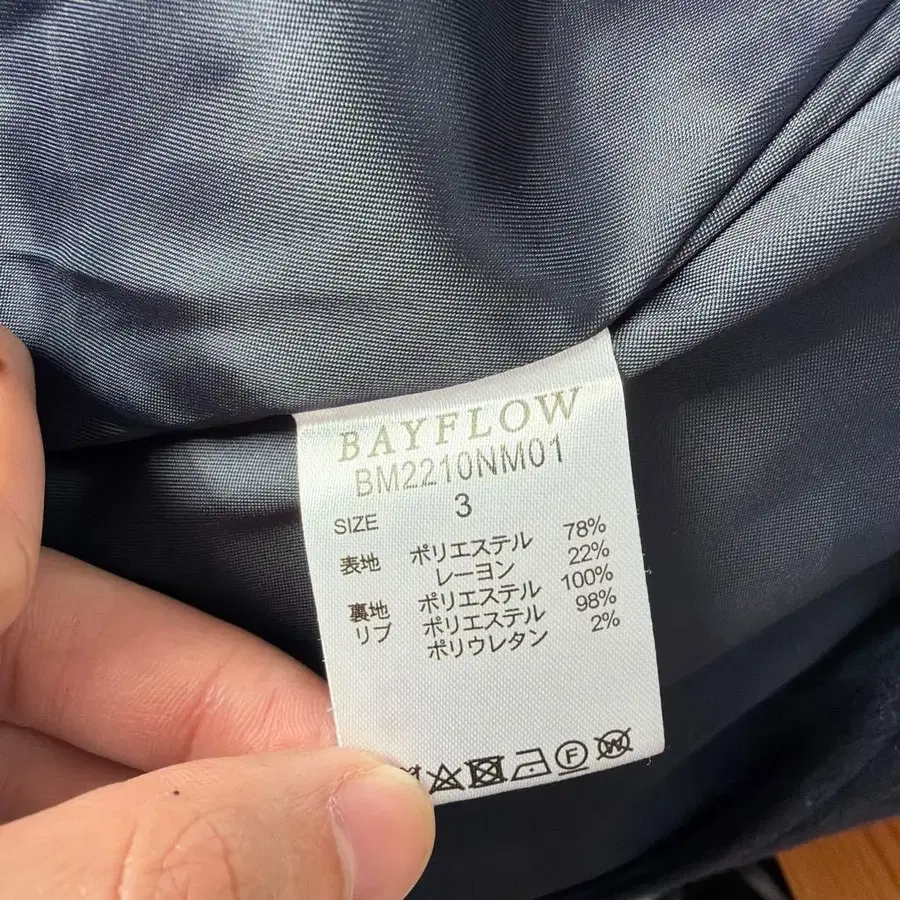 BAYFLOW
BM2210NM01
SIZE 3
表地 ポリエステル 78%
レーヨン 22%
裏地 ポリエステル 100%
リブ ポリエステル 98%
ポリウレタン 2%
F W